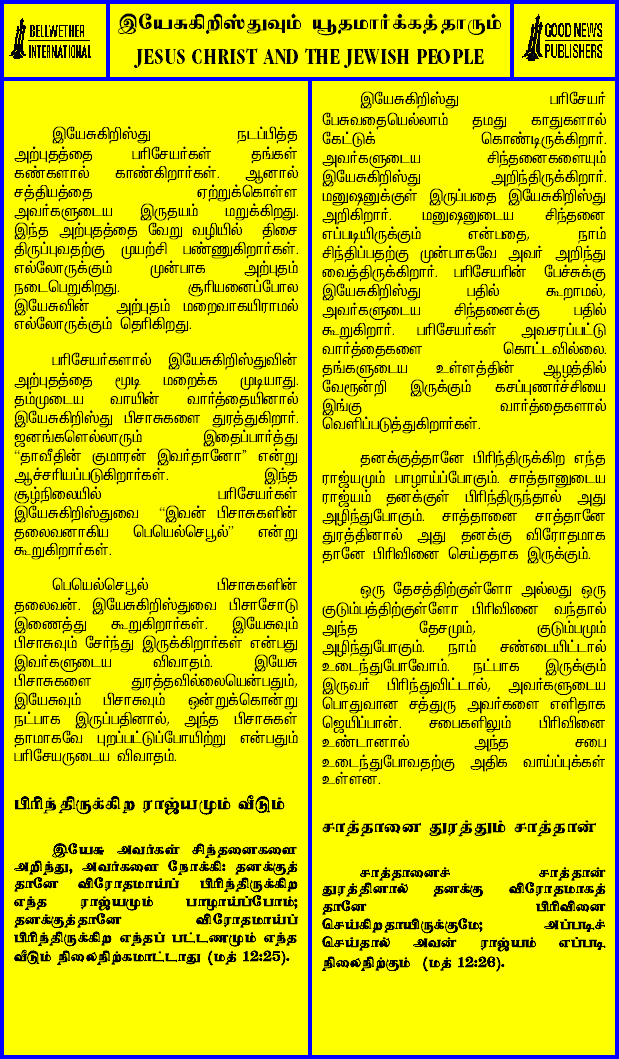 BELLWETHER
INTERNATIONAL
இயேசுகிறிஸ்துவும் யூதமார்க்கத்தாரும்
JESUS CHRIST AND THE JEWISH PEOPLE
GOOD NEWS
PUBLISHERS
இயேசுகிறிஸ்து நடப்பித்த
அற்புதத்தை பரிசேயர்கள் தங்கள்
கண்களால் காண்கிறார்கள். ஆனால்
சத்தியத்தை ஏற்றுக்கொள்ள
அவர்களுடைய இருதயம் மறுக்கிறது.
இந்த அற்புதத்தை வேறு வழியில் திசை
திருப்புவதற்கு முயற்சி பண்ணுகிறார்கள்.
எல்லோருக்கும் முன்பாக அற்புதம்
நடைபெறுகிறது. சூரியனைப்போல
இயேசுவின் அற்புதம் மறைவாகயிராமல்
எல்லோருக்கும் தெரிகிறது.
பரிசேயர்களால் இயேசுகிறிஸ்துவின்
அற்புதத்தை மூடி மறைக்க முடியாது.
தம்முடைய வாயின் வார்த்தையினால்
இயேசுகிறிஸ்து பிசாசுகளை துரத்துகிறார்.
ஜனங்களெல்லாரும் இதைப்பார்த்து
“தாவீதின் குமாரன் இவர்தானோ” என்று
ஆச்சரியப்படுகிறார்கள். இந்த
சூழ்நிலையில் பரிசேயர்கள்
இயேசுகிறிஸ்துவை “இவன் பிசாசுகளின்
தலைவனாகிய பெயெல்செபூல்” என்று
கூறுகிறார்கள்.
பெயெல்செபூல் பிசாசுகளின்
தலைவன். இயேசுகிறிஸ்துவை பிசாசோடு
இணைத்து கூறுகிறார்கள். இயேசுவும்
பிசாசுவும் சேர்ந்து இருக்கிறார்கள் என்பது
இவர்களுடைய விவாதம். இயேசு
பிசாசுகளை துரத்தவில்லையென்பதும்,
இயேசுவும் பிசாசுவும் ஒன்றுக்கொன்று
நட்பாக இருப்பதினால், அந்த பிசாசுகள்
தாமாகவே புறப்பட்டுப்போயிற்று என்பதும்
பரிசேயருடைய விவாதம்.
பிரிந்திருக்கிற ராஜ்யமும் வீடும்
இயேசு அவர்கள் சிந்தனைகளை
அறிந்து, அவர்களை நோக்கி: தனக்குத்
தானே விரோதமாய்ப் பிரிந்திருக்கிற
எந்த ராஜ்யமும் பாழாய்ப்போம்;
தனக்குத்தானே விரோதமாய்ப்
பிரிந்திருக்கிற எந்தப் பட்டணமும் எந்த
வீடும் நிலைநிற்கமாட்டாது (மத் 12:25).
இயேசுகிறிஸ்து பரிசேயர்
பேசுவதையெல்லாம் தமது காதுகளால்
கேட்டுக் கொண்டிருக்கிறார்.
அவர்களுடைய சிந்தனைகளையும்
இயேசுகிறிஸ்து அறிந்திருக்கிறார்.
மனுஷனுக்குள் இருப்பதை இயேசுகிறிஸ்து
அறிகிறார். மனுஷனுடைய சிந்தனை
எப்படியிருக்கும் என்பதை, நாம்
சிந்திப்பதற்கு முன்பாகவே அவர் அறிந்து
வைத்திருக்கிறார். பரிசேயரின் பேச்சுக்கு
இயேசுகிறிஸ்து பதில் கூறாமல்,
அவர்களுடைய சிந்தனைக்கு பதில்
கூறுகிறார். பரிசேயர்கள் அவசரப்பட்டு
வார்த்தைகளை கொட்டவில்லை.
தங்களுடைய உள்ளத்தின் ஆழத்தில்
வேரூன்றி இருக்கும் கசப்புணர்ச்சியை
இங்கு வார்த்தைகளால்
வெளிப்படுத்துகிறார்கள்.
தனக்குத்தானே பிரிந்திருக்கிற எந்த
ராஜ்யமும் பாழாய்ப்போகும். சாத்தானுடைய
ராஜ்யம் தனக்குள் பிரிந்திருந்தால் அது
அழிந்துபோகும். சாத்தானை சாத்தானே
துரத்தினால் அது தனக்கு விரோதமாக
தானே பிரிவினை செய்ததாக இருக்கும்.
ஒரு தேசத்திற்குள்ளோ அல்லது ஒரு
குடும்பத்திற்குள்ளோ பிரிவினை வந்தால்
அந்த தேசமும், குடும்பமும்
அழிந்துபோகும். நாம் சண்டையிட்டால்
உடைந்துபோவோம். நட்பாக இருக்கும்
இருவர் பிரிந்துவிட்டால், அவர்களுடைய
பொதுவான சத்துரு அவர்களை எளிதாக
ஜெயிப்பான். சபைகளிலும் பிரிவினை
உண்டானால் அந்த சபை
உடைந்துபோவதற்கு அதிக வாய்ப்புக்கள்
உள்ளன.
சாத்தானை துரத்தும் சாத்தான்
சாத்தானைச் சாத்தான்
துரத்தினால் தனக்கு விரோதமாகத்
தானே பிரிவினை
செய்கிறதாயிருக்குமே; அப்படிச்
செய்தால் அவன் ராஜ்யம் எப்படி
நிலைநிற்கும் (மத் 12:26).